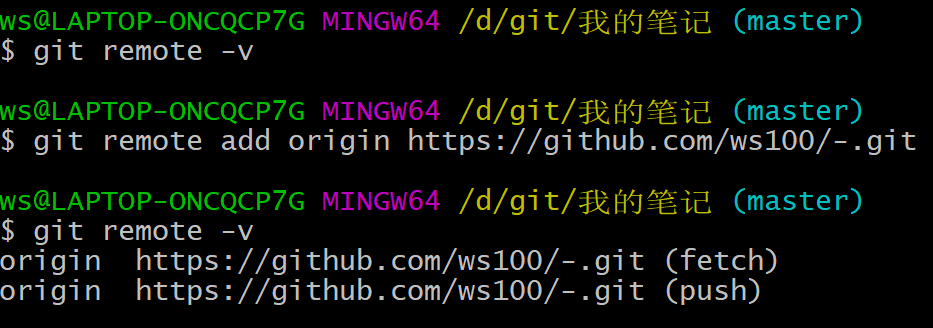 ws@LAPTOP-ONCQCP7G MINGW64 /d/git/我的笔记 (master)
$ git remote -v
ws@LAPTOP-ONCQCP7G MINGW64 /d/git/我的笔记 (master)
$ git remote add origin https://github.com/ws100/-.git
ws@LAPTOP-ONCQCP7G MINGW64 /d/git/我的笔记 (master)
$ git remote -v
origin  https://github.com/ws100/-.git (fetch)
origin  https://github.com/ws100/-.git (push)